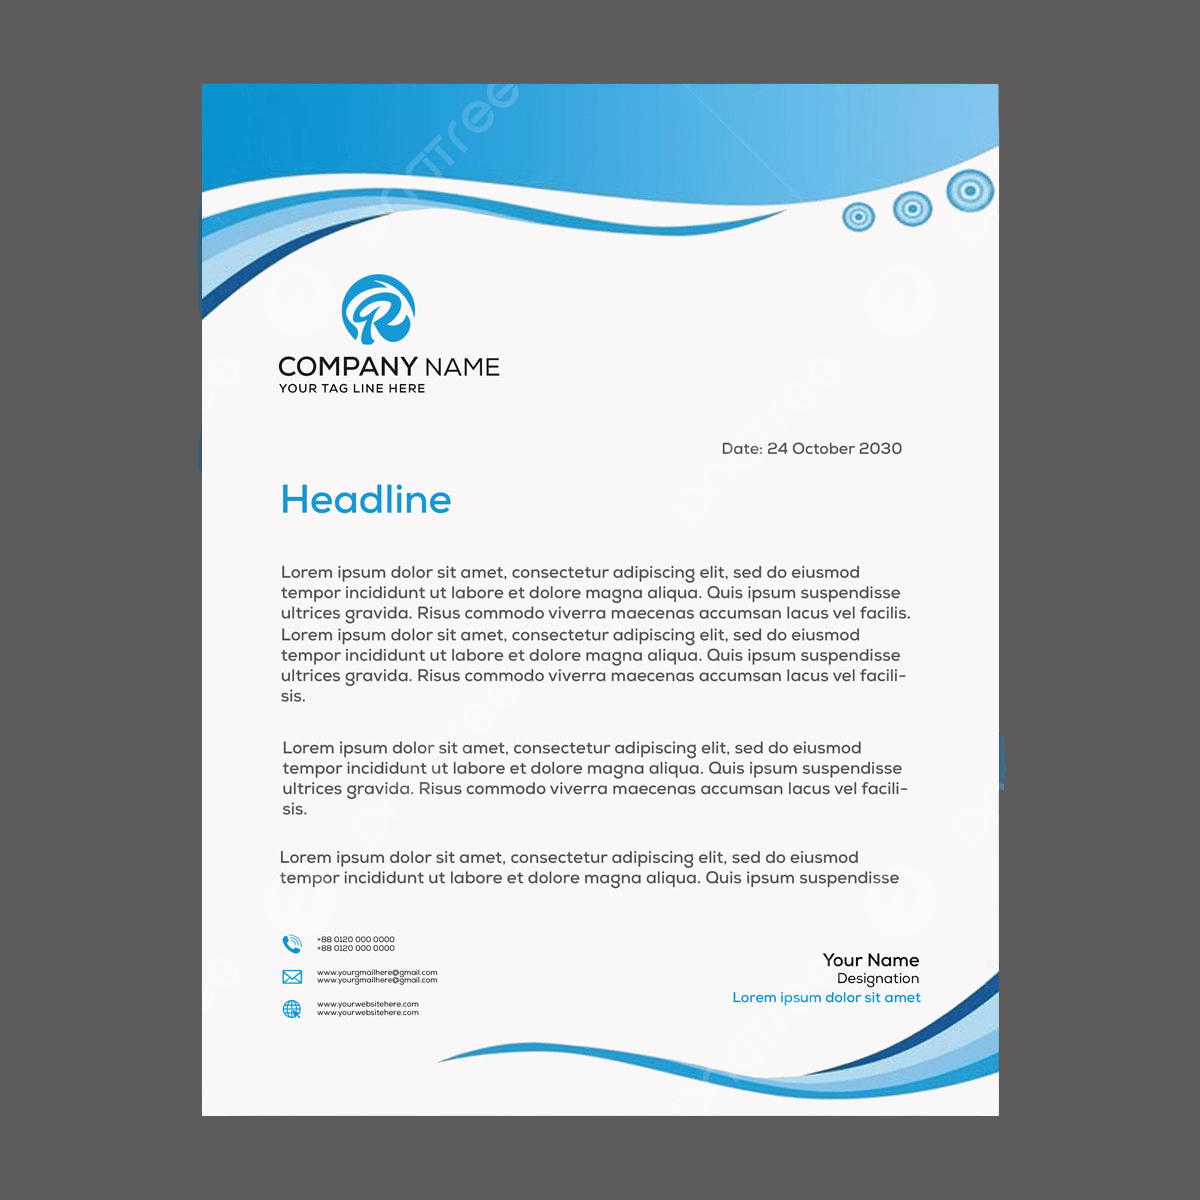 COMPANY NAME
YOUR TAG LINE HERE
Date: 24 October 2030
Headline
Lorem ipsum dolor sit amet, consectetur adipiscing elit, sed do eiusmod
tempor incididunt ut labore et dolore magna aliqua. Quis ipsum suspendisse
ultrices gravida. Risus commodo viverra maecenas accumsan lacus vel facilis.
Lorem ipsum dolor sit amet, consectetur adipiscing elit, sed do eiusmod
tempor incididunt ut labore et dolore magna aliqua. Quis ipsum suspendisse
ultrices gravida. Risus commodo viverra maecenas accumsan lacus vel facili-
sis.
Lorem ipsum dolor sit amet, consectetur adipiscing elit, sed do eiusmod
tempor incididunt ut labore et dolore magna aliqua. Quis ipsum suspendisse
ultrices gravida. Risus commodo viverra maecenas accumsan lacus vel facili-
sis.
Lorem ipsum dolor sit amet, consectetur adipiscing elit, sed do eiusmod
tempor incididunt ut labore et dolore magna aliqua. Quis ipsum suspendisse
+88 0120 000 0000
+88 0120 000 0000
www.yourgmailhere@gmail.com
www.yourgmailhere@gmail.com
www.yourwebsitehere.com
www.yourwebsitehere.com
Your Name
Designation
Lorem ipsum dolor sit amet